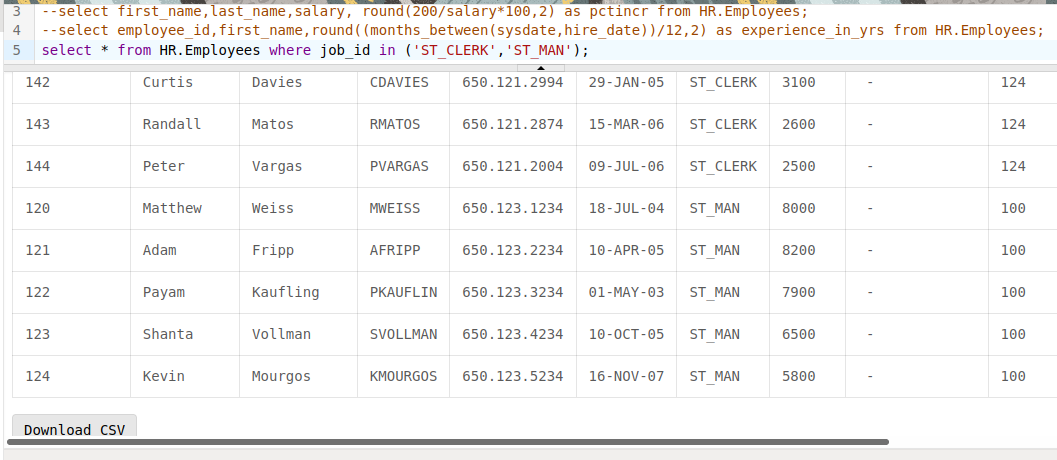 3 --select first_name,last_name,salary, round(200/salary*100,2) as pctincr from HR.Employees;
4 --select employee_id,first_name,round((months_between(sysdate,hire_date))/12,2) as experience_in_yrs from HR.Employees;
5 select * from HR.Employees where job_id in ('ST_CLERK','ST_MAN');
142 Curtis Davies CDAVIES 650.121.2994 29-JAN-05 ST_CLERK 3100 - 124
143 Randall Matos RMATOS 650.121.2874 15-MAR-06 ST_CLERK 2600 - 124
144 Peter Vargas PVARGAS 650.121.2004 09-JUL-06 ST_CLERK 2500 - 124
120 Matthew Weiss MWEISS 650.123.1234 18-JUL-04 ST_MAN 8000 - 100
121 Adam Fripp AFRIPP 650.123.2234 10-APR-05 ST_MAN 8200 - 100
122 Payam Kaufling PKAUFLIN 650.123.3234 01-MAY-03 ST_MAN 7900 - 100
123 Shanta Vollman SVOLLMAN 650.123.4234 10-OCT-05 ST_MAN 6500 - 100
124 Kevin Mourgos KMOURGOS 650.123.5234 16-NOV-07 ST_MAN 5800 - 100
Download CSV